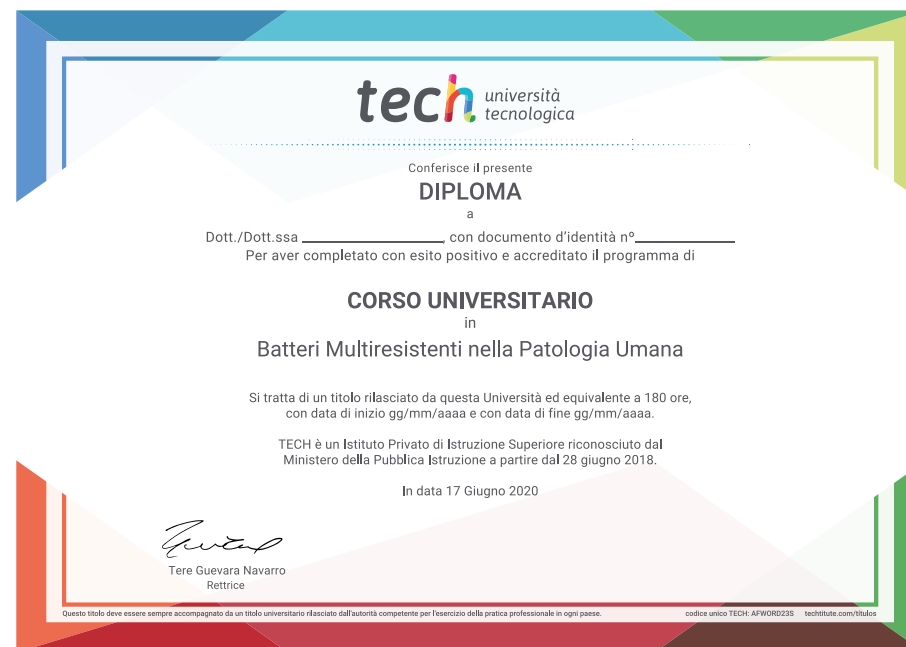 tech università
tecnologica
Conferisce il presente
DIPLOMA
a
Dott./Dott.ssa ___________________, con documento d'identità nº_____________
Per aver completato con esito positivo e accreditato il programma di
CORSO UNIVERSITARIO
in
Batteri Multiresistenti nella Patologia Umana
Si tratta di un titolo rilasciato da questa Università ed equivalente a 180 ore,
con data di inizio gg/mm/aaaa e con data di fine gg/mm/aaaa.
TECH è un Istituto Privato di Istruzione Superiore riconosciuto dal
Ministero della Pubblica Istruzione a partire dal 28 giugno 2018.
In data 17 Giugno 2020
Tere Guevara Navarro
Rettrice
Questo titolo deve essere sempre accompagnato da un titolo universitario rilasciato dall'autorità competente per l'esercizio della pratica professionale in ogni paese. codice unico TECH: AFWORD23S techtitute.com/titulos